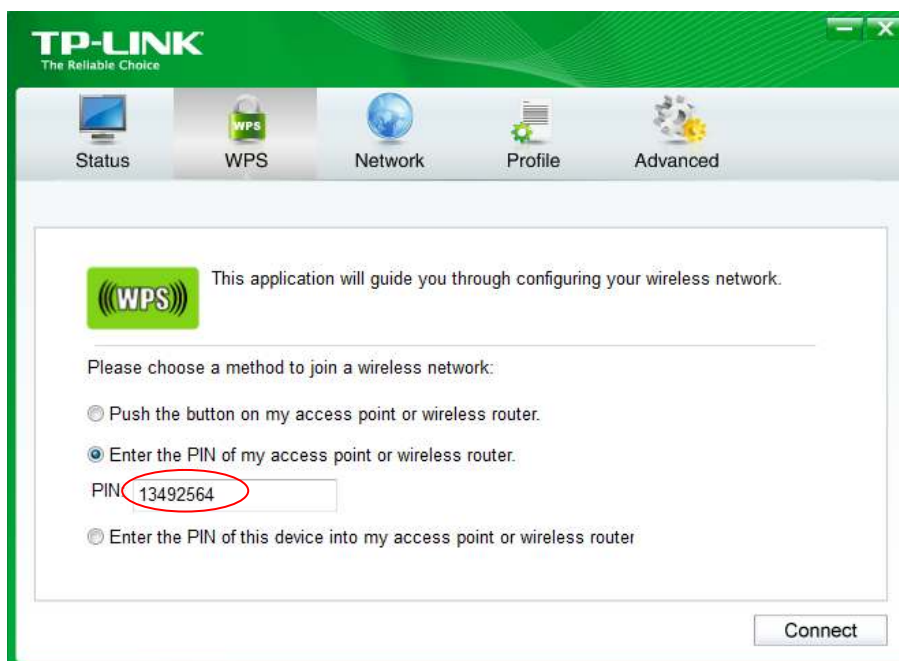 TP-LINK
The Reliable Choice
Status WPS Network Profile Advanced
WPS
This application will guide you through configuring your wireless network.
(((WPS)))
Please choose a method to join a wireless network:
Push the button on my access point or wireless router.
Enter the PIN of my access point or wireless router.
PIN: 13492564
Enter the PIN of this device into my access point or wireless router
Connect